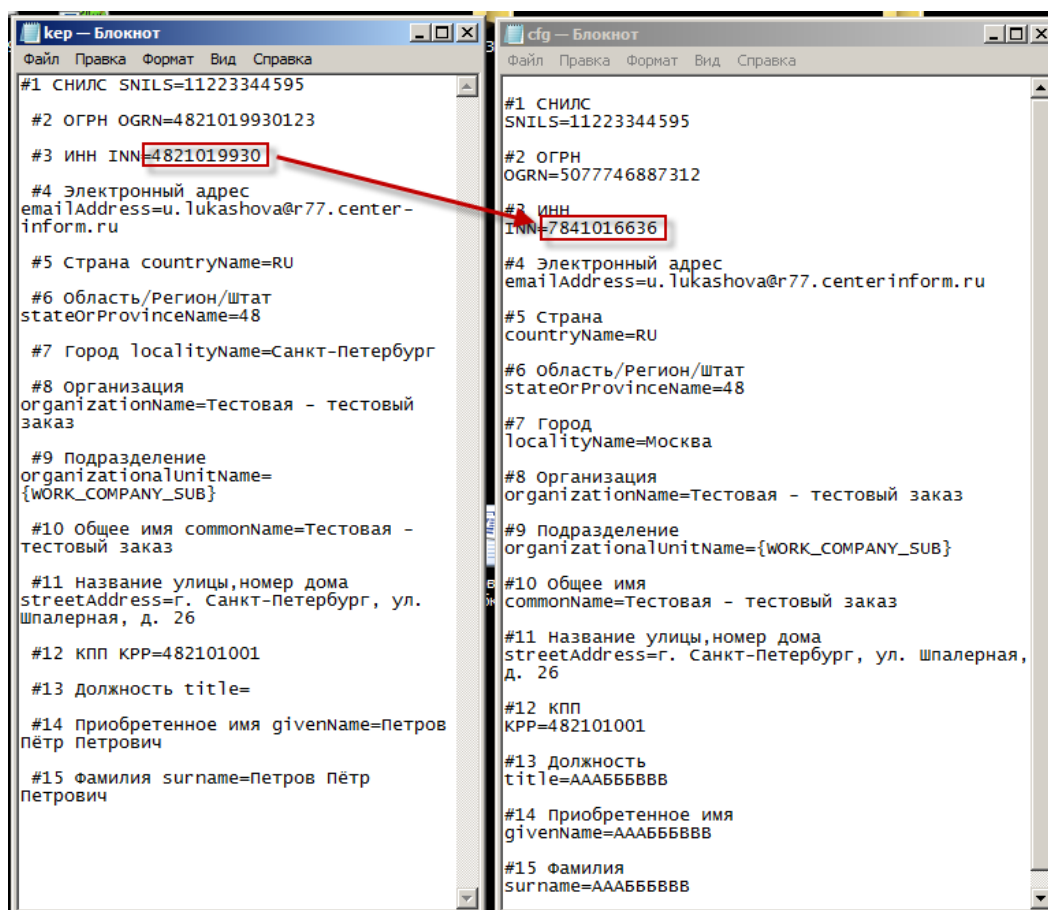 kep — Блокнот
Файл Правка Формат Вид Справка
#1 СНИЛС SNILS=11223344595
#2 ОГРН OGRN=4821019930123
#3 ИНН INN=4821019930
#4 Электронный адрес
emailAddress=u.lukashova@r77.center-
inform.ru
#5 Страна countryName=RU
#6 Область/Регион/Штат
stateOrProvinceName=48
#7 Город localityName=Санкт-Петербург
#8 Организация
organizationName=Тестовая - тестовый
заказ
#9 Подразделение
organizationalUnitName=
{WORK_COMPANY_SUB}
#10 Общее имя commonName=Тестовая -
тестовый заказ
#11 Название улицы,номер дома
streetAddress=г. Санкт-Петербург, ул.
Шпалерная, д. 26
#12 КПП KPP=482101001
#13 Должность title=
#14 Приобретенное имя givenName=Петров
Пётр Петрович
#15 Фамилия surname=Петров Пётр
Петрович
cfg — Блокнот
Файл Правка Формат Вид Справка
#1 СНИЛС
SNILS=11223344595
#2 ОГРН
OGRN=5077746887312
#3 ИНН
INN=7841016636
#4 Электронный адрес
emailAddress=u.lukashova@r77.centerinform.ru
#5 Страна
countryName=RU
#6 Область/Регион/Штат
stateOrProvinceName=48
#7 Город
localityName=Москва
#8 Организация
organizationName=Тестовая - тестовый заказ
#9 Подразделение
organizationalUnitName={WORK_COMPANY_SUB}
#10 Общее имя
commonName=Тестовая - тестовый заказ
#11 Название улицы,номер дома
streetAddress=г. Санкт-Петербург, ул. Шпалерная,
д. 26
#12 КПП
KPP=482101001
#13 Должность
title=АААБББВВВ
#14 Приобретенное имя
givenName=АААБББВВВ
#15 Фамилия
surname=АААБББВВВ